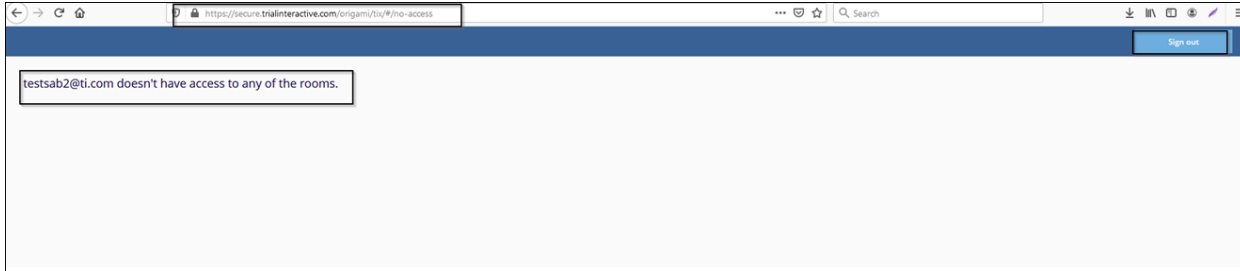 https://secure.trialinteractive.com/origami/tix/#/no-access
Search
Sign out
testsab2@ti.com doesn't have access to any of the rooms.